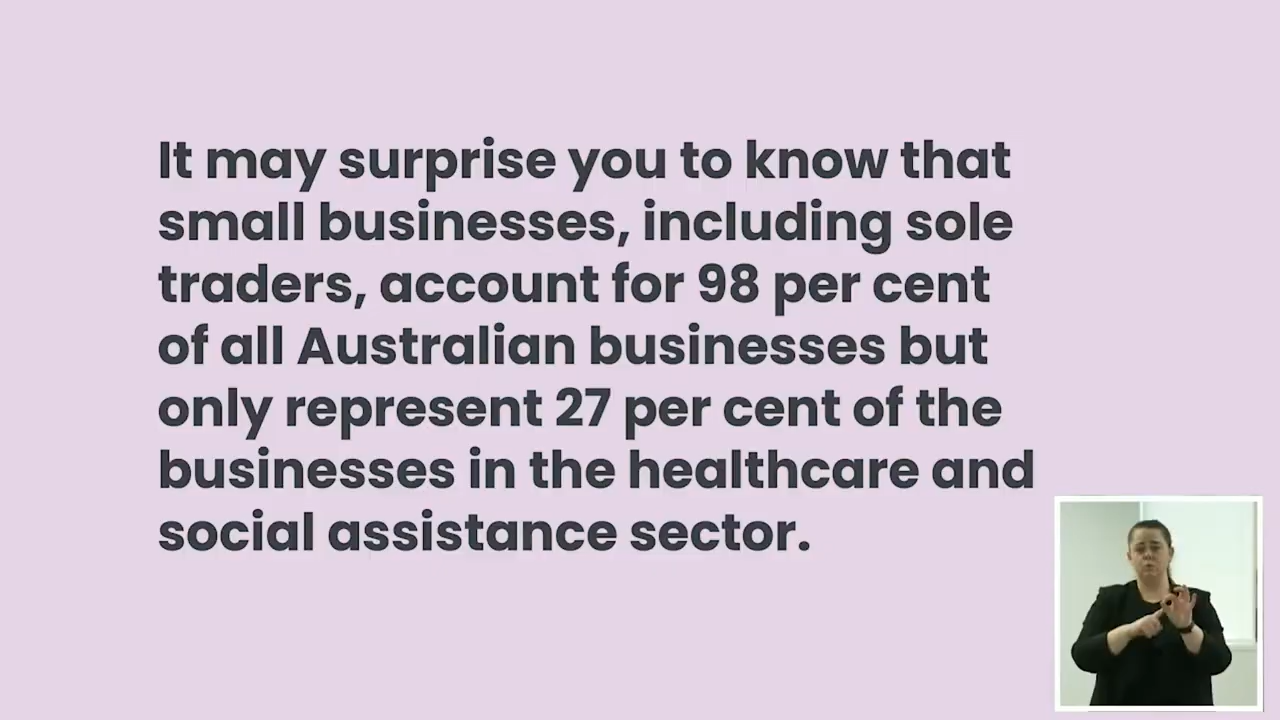 It may surprise you to know that
small businesses, including sole
traders, account for 98 per cent
of all Australian businesses but
only represent 27 per cent of the
businesses in the healthcare and
social assistance sector.